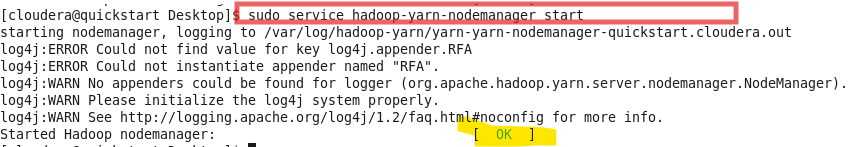 [cloudera@quickstart Desktop]$ sudo service hadoop-yarn-nodemanager start
starting nodemanager, logging to /var/log/hadoop-yarn/yarn-yarn-nodemanager-quickstart.cloudera.out
log4j:ERROR Could not find value for key log4j.appender.RFA
log4j:ERROR Could not instantiate appender named "RFA".
log4j:WARN No appenders could be found for logger (org.apache.hadoop.yarn.server.nodemanager.NodeManager).
log4j:WARN Please initialize the log4j system properly.
log4j:WARN See http://logging.apache.org/log4j/1.2/faq.html#noconfig for more info.
Started Hadoop nodemanager: [ OK ]